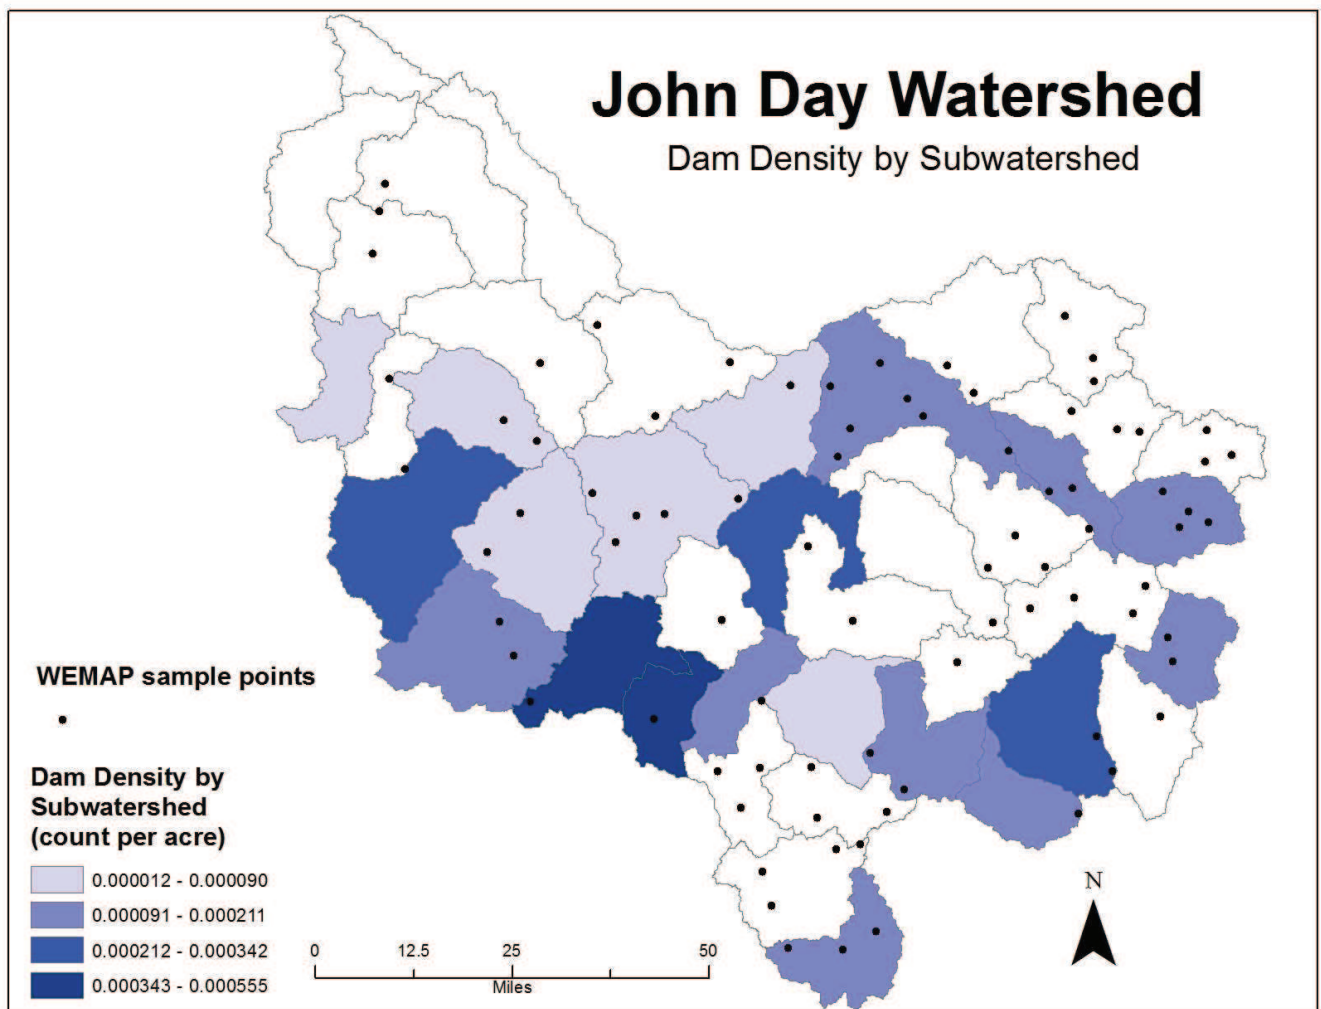 John Day Watershed
Dam Density by Subwatershed
WEMAP sample points
Dam Density by
Subwatershed
(count per acre)
0.000012 - 0.000090
0.000091 - 0.000211
0.000212 - 0.000342
0.000343 - 0.000555
0 12.5 25 50
Miles
N